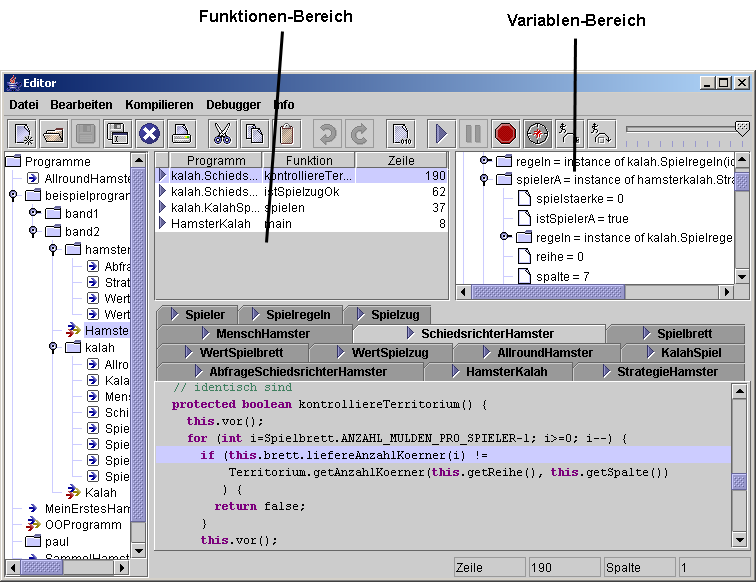 Funktionen-Bereich
Variablen-Bereich
Editor
Datei Bearbeiten Kompilieren Debugger Info
Programme
AllroundHamste
beispielprogram
band1
band2
hamster
Abfra
Strat
Wert
Wert
Hamster
kalah
Allro
Kala
Mens
Schi
Spie
Spie
Spie
Spie
Kalah
MeinErstesHam
OOProgramm
paul
SammelHamst
Programm Funktion Zeile
kalah.Schieds... kontrolliereTer... 190
kalah.Schieds... istSpielzugOk 62
kalah.KalahSp... spielen 37
HamsterKalah main 8
regeln = instance of kalah.Spielregeln(id
spielerA = instance of hamsterkalah.Stra
spielstaerke = 0
istSpielerA = true
regeln = instance of kalah.Spielrege
reihe = 0
spalte = 7
Spieler Spielregeln Spielzug
MenschHamster SchiedsrichterHamster Spielbrett
WertSpielbrett WertSpielzug AllroundHamster KalahSpiel
AbfrageSchiedsrichterHamster HamsterKalah StrategieHamster
// identisch sind
protected boolean kontrolliereTerritorium() {
this.vor();
for (int i=Spielbrett.ANZAHL_MULDEN_PRO_SPIELER-1; i>=0; i--) {
if (this.brett.liefereAnzahlKoerner(i) !=
Territorium.getAnzahlKoerner(this.getReihe(), this.getSpalte())
) {
return false;
}
this.vor();
Zeile 190 Spalte 1